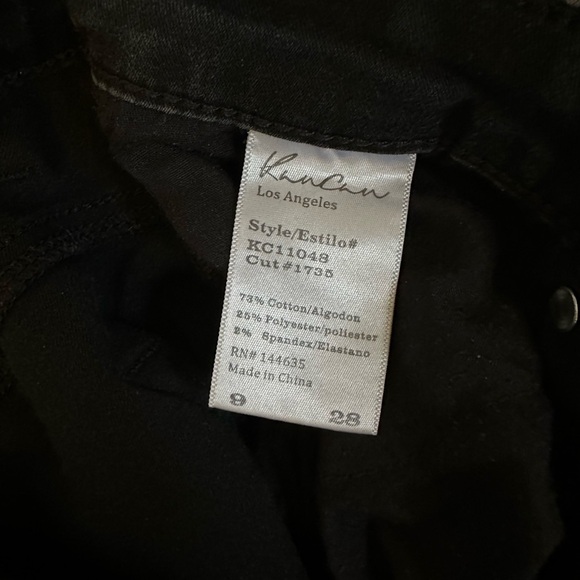 KanCan
Los Angeles
Style/Estilo#
KC11048
Cut#1735
73% Cotton/Algodon
25% Polyester/poliester
2% Spandex/Elastano
RN# 144635
Made in China
9 28